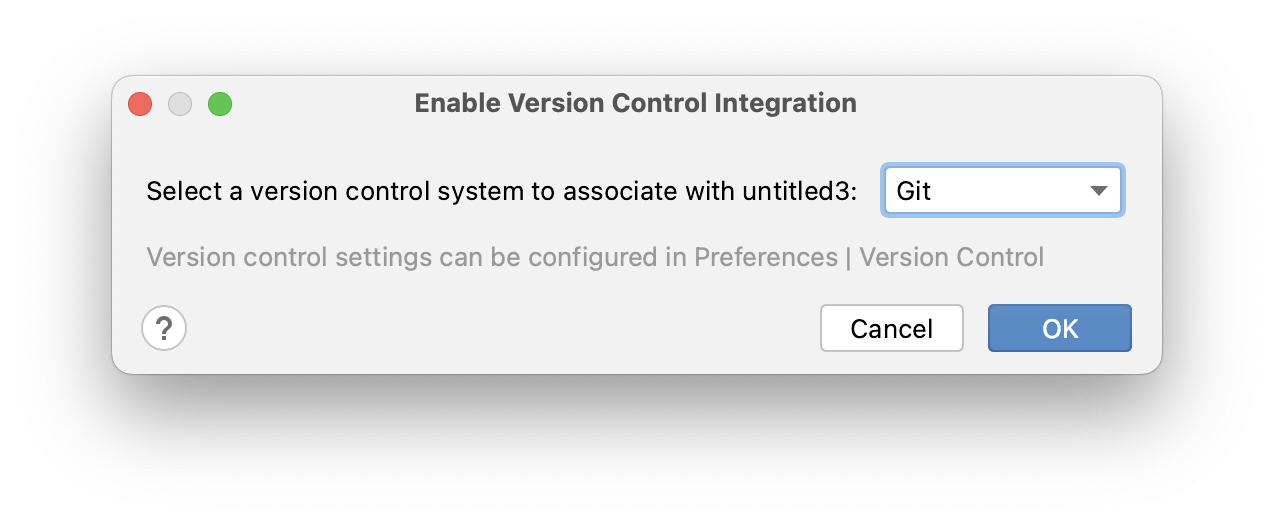 Enable Version Control Integration
Select a version control system to associate with untitled3: Git
Version control settings can be configured in Preferences | Version Control
? Cancel OK